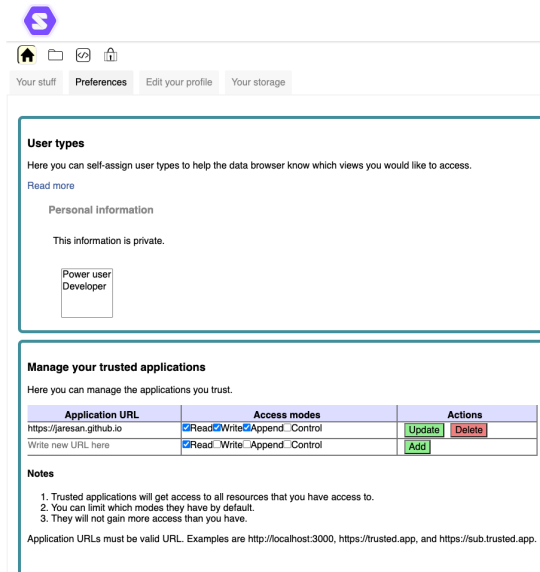 Your stuff Preferences Edit your profile Your storage
User types
Here you can self-assign user types to help the data browser know which views you would like to access.
Read more
Personal information
This information is private.
Power user
Developer
Manage your trusted applications
Here you can manage the applications you trust.
Application URL Access modes Actions
https://jaresan.github.io Read Write Append Control Update Delete
Write new URL here Read Write Append Control Add
Notes
1. Trusted applications will get access to all resources that you have access to.
2. You can limit which modes they have by default.
3. They will not gain more access than you have.
Application URLs must be valid URL. Examples are http://localhost:3000, https://trusted.app, and https://sub.trusted.app.